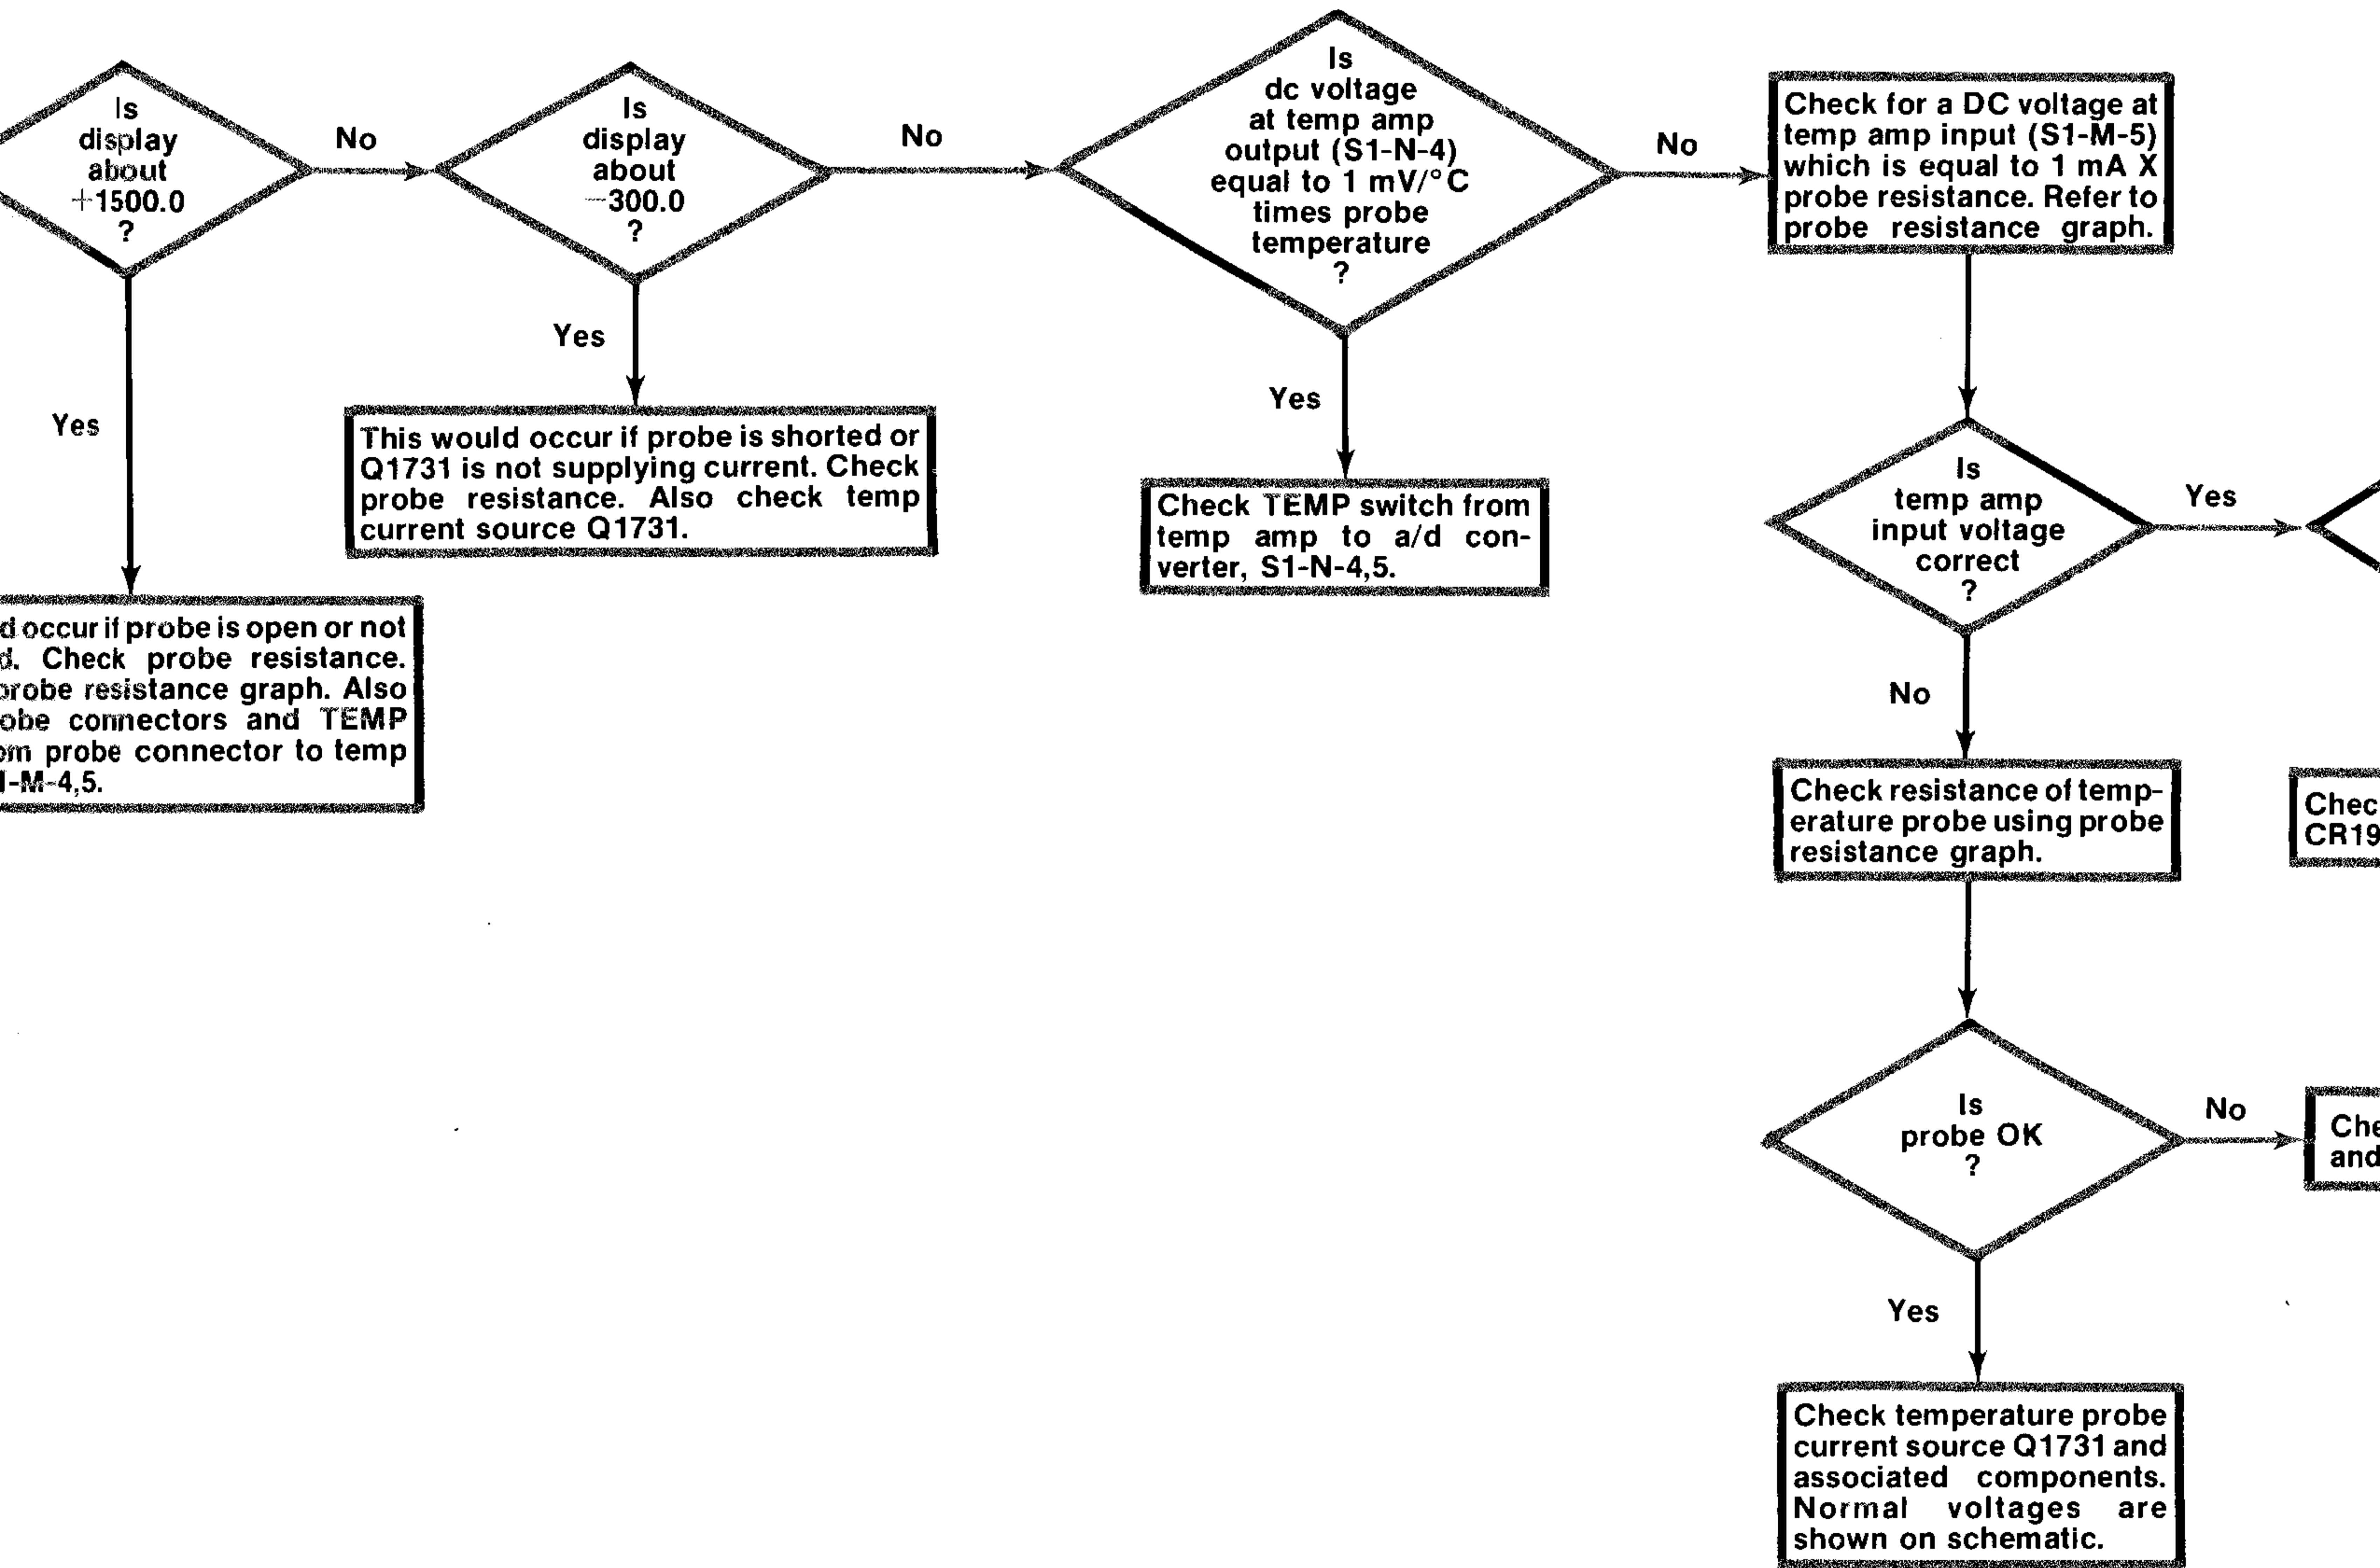 Is
display
about
+1500.0
?
No
Yes
d occur if probe is open or not
d. Check probe resistance.
probe resistance graph. Also
obe connectors and TEMP
om probe connector to temp
1-M-4,5.
Is
display
about
-300.0
?
No
Yes
This would occur if probe is shorted or
Q1731 is not supplying current. Check
probe resistance. Also check temp
current source Q1731.
Is
dc voltage
at temp amp
output (S1-N-4)
equal to 1 mV/°C
times probe
temperature
?
No
Yes
Check TEMP switch from
temp amp to a/d con-
verter, S1-N-4,5.
Check for a DC voltage at
temp amp input (S1-M-5)
which is equal to 1 mA X
probe resistance. Refer to
probe resistance graph.
Is
temp amp
input voltage
correct
?
Yes
No
Check resistance of temp-
erature probe using probe
resistance graph.
Chec
CR19
Is
probe OK
?
No
Che
and
Yes
Check temperature probe
current source Q1731 and
associated components.
Normal voltages are
shown on schematic.